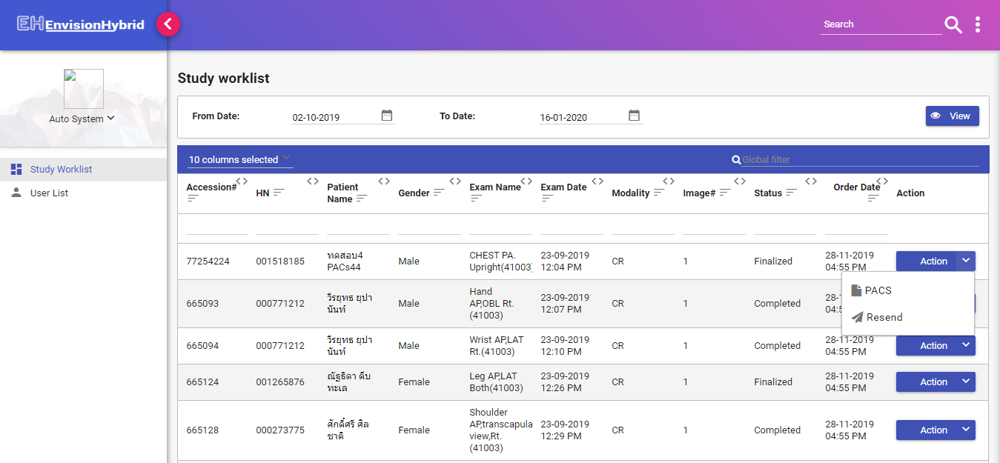 EH EnvisionHybrid
Search
Auto System
Study Worklist
User List
Study worklist
From Date:
02-10-2019
To Date:
16-01-2020
View
10 columns selected
Global filter
Accession#
HN
Patient
Name
Gender
Exam Name
Exam Date
Modality
Image#
Status
Order Date
Action
77254224
001518185
ทดสอบ4
PACs44
Male
CHEST PA.
Upright(41003)
23-09-2019
12:04 PM
CR
1
Finalized
28-11-2019
04:55 PM
Action
PACS
Resend
665093
000771212
วีรยุทธ ยุปา
นันท์
Male
Hand
AP,OBL Rt.
(41003)
23-09-2019
12:07 PM
CR
1
Completed
28-1
04:5
665094
000771212
วีรยุทธ ยุปา
นันท์
Male
Wrist AP,LAT
Rt.(41003)
23-09-2019
12:10 PM
CR
1
Completed
28-11-2019
04:55 PM
Action
665124
001265876
ณัฐธิดา ตีบ
ทะเล
Female
Leg AP,LAT
Both(41003)
23-09-2019
12:26 PM
CR
1
Finalized
28-11-2019
04:55 PM
Action
665128
000273775
ศักดิ์ศรี ศิล
ชาติ
Female
Shoulder
AP,transcapula
view,Rt.
(41003)
23-09-2019
12:29 PM
CR
1
Completed
28-11-2019
04:55 PM
Action